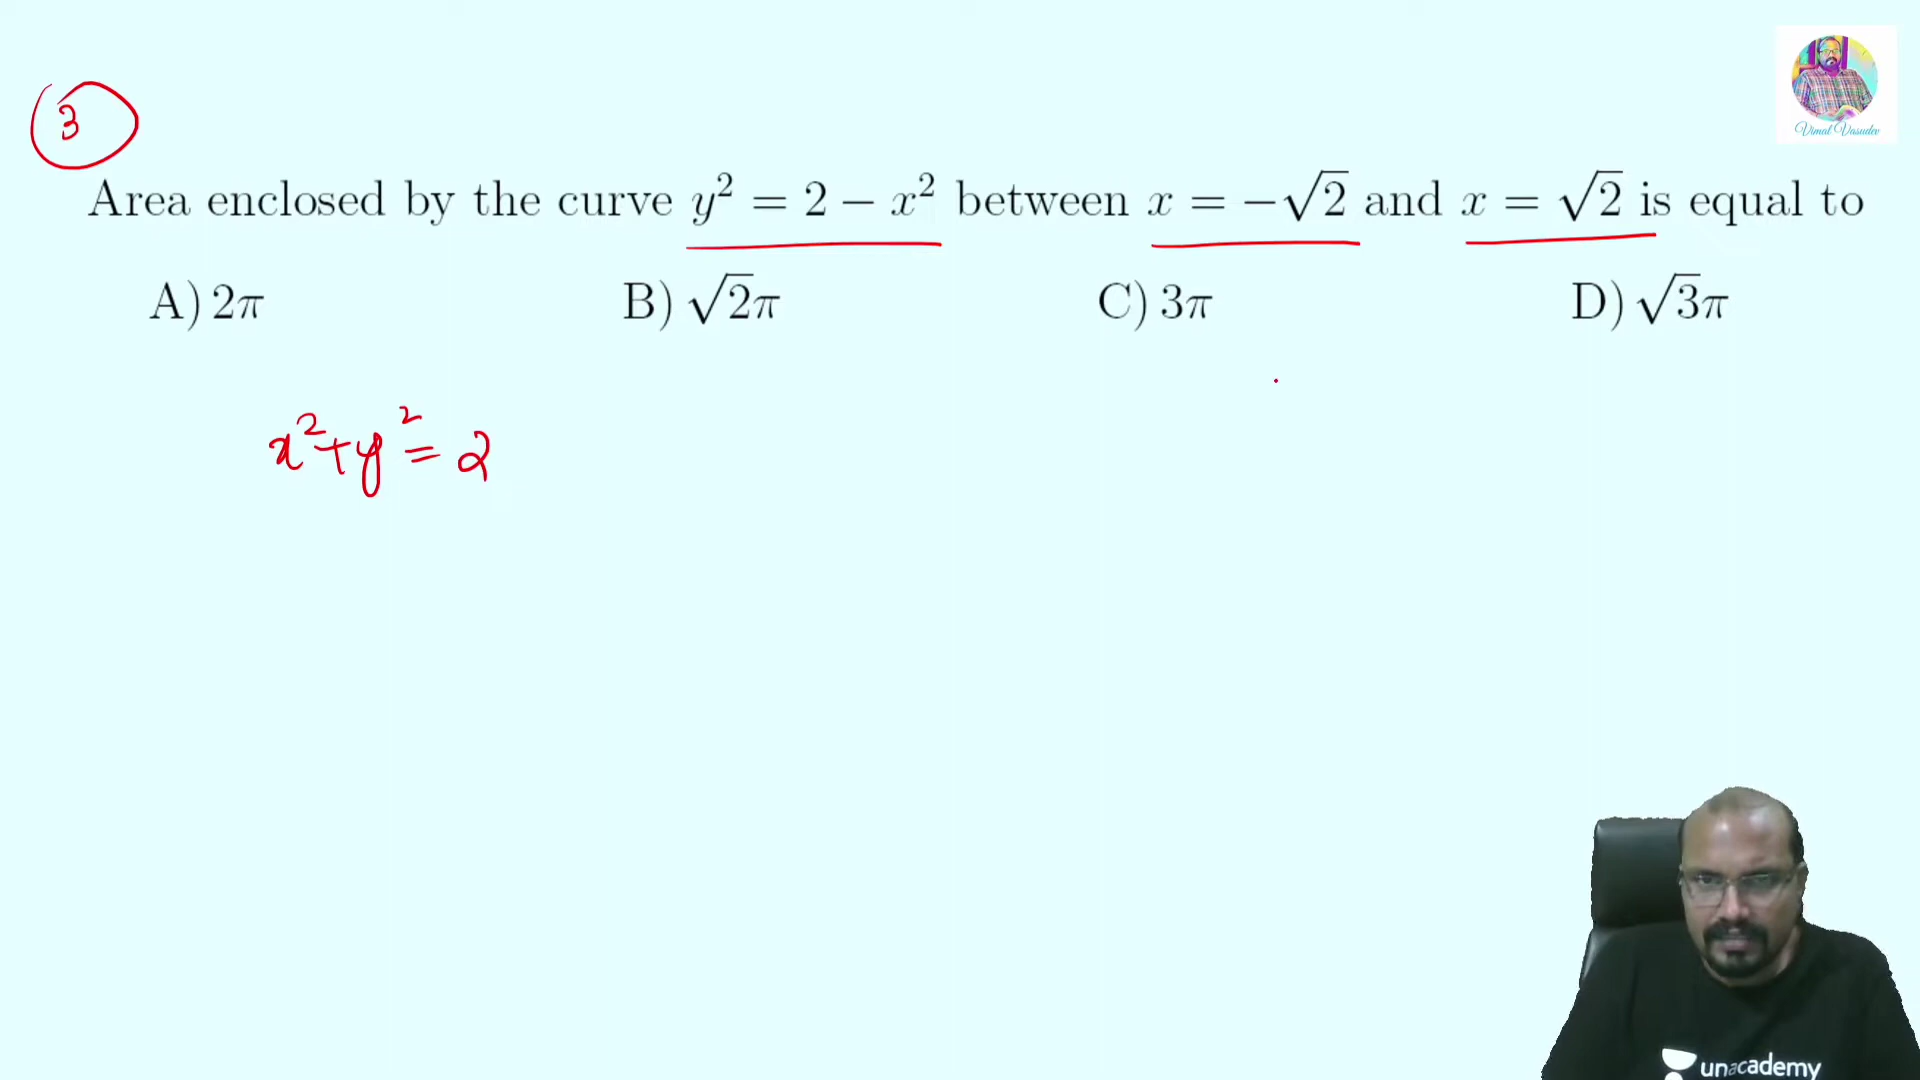 Vimal Vasudev
3
Area enclosed by the curve y² = 2 − x² between x = −√2 and x = √2 is equal to
A) 2π B) √2π C) 3π D) √3π
x² + y² = 2
unacademy